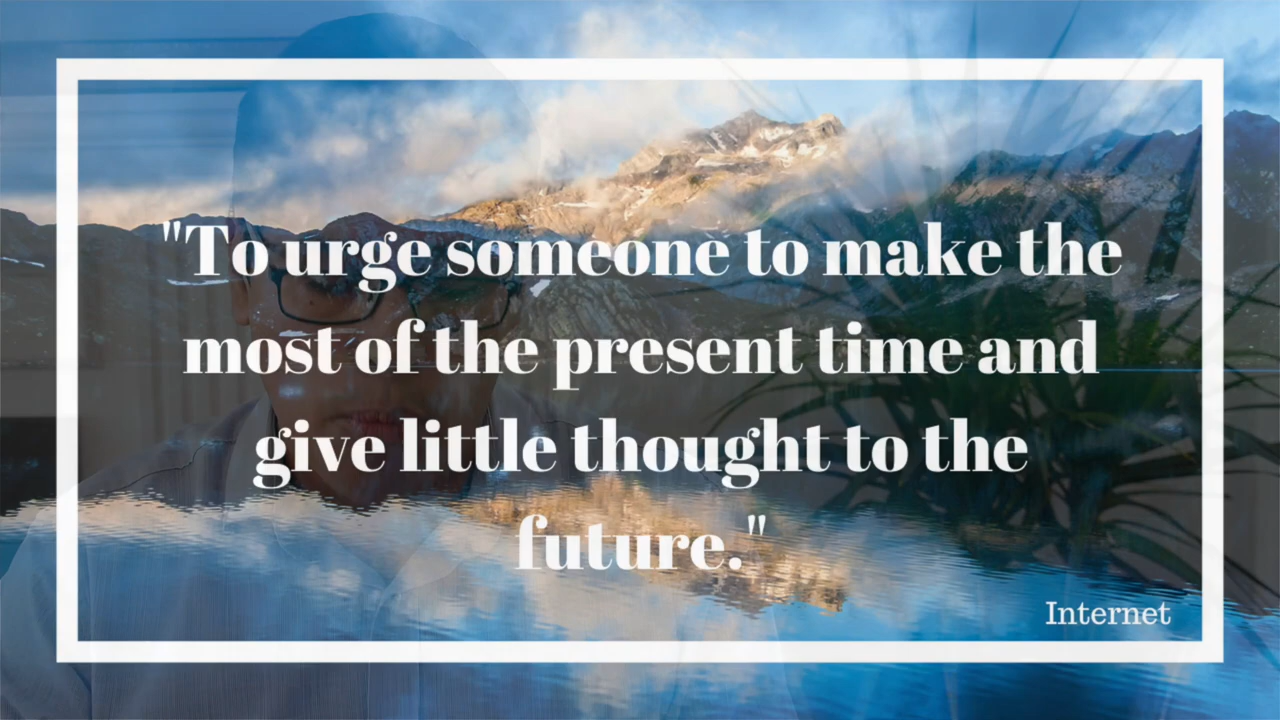 "To urge someone to make the
most of the present time and
give little thought to the
future."
Internet